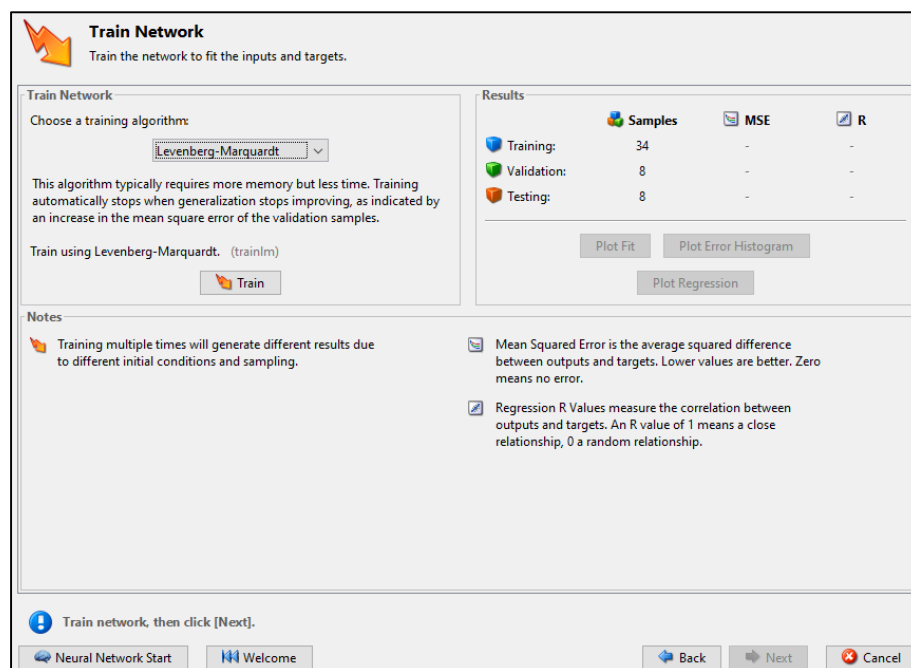 Train Network
Train the network to fit the inputs and targets.
Train Network
Choose a training algorithm:
Levenberg-Marquardt
This algorithm typically requires more memory but less time. Training
automatically stops when generalization stops improving, as indicated by
an increase in the mean square error of the validation samples.
Train using Levenberg-Marquardt. (trainlm)
Train
Results
Samples MSE R
Training: 34 - -
Validation: 8 - -
Testing: 8 - -
Plot Fit Plot Error Histogram
Plot Regression
Notes
Training multiple times will generate different results due
to different initial conditions and sampling.
Mean Squared Error is the average squared difference
between outputs and targets. Lower values are better. Zero
means no error.
Regression R Values measure the correlation between
outputs and targets. An R value of 1 means a close
relationship, 0 a random relationship.
Train network, then click [Next].
Neural Network Start Welcome Back Next Cancel